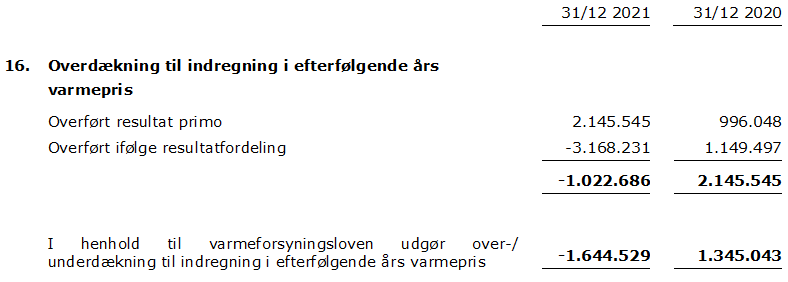 31/12 2021 31/12 2020
16. Overdækning til indregning i efterfølgende års
varmepris
Overført resultat primo 2.145.545 996.048
Overført ifølge resultatfordeling -3.168.231 1.149.497
-1.022.686 2.145.545
I henhold til varmeforsyningsloven udgør over-/
underdækning til indregning i efterfølgende års varmepris -1.644.529 1.345.043